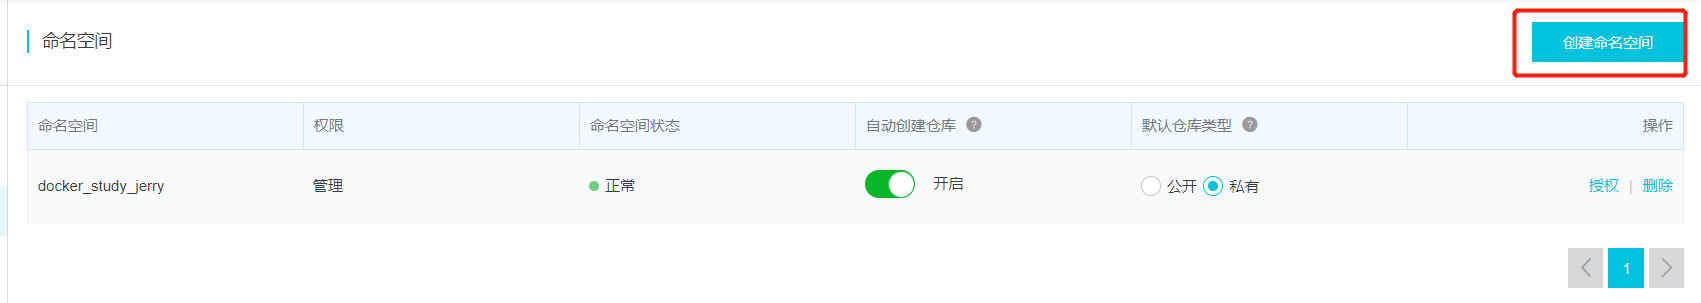 命名空间
创建命名空间
命名空间 权限 命名空间状态 自动创建仓库 ? 默认仓库类型 ? 操作
docker_study_jerry 管理 正常 开启 公开 私有 授权 | 删除
1